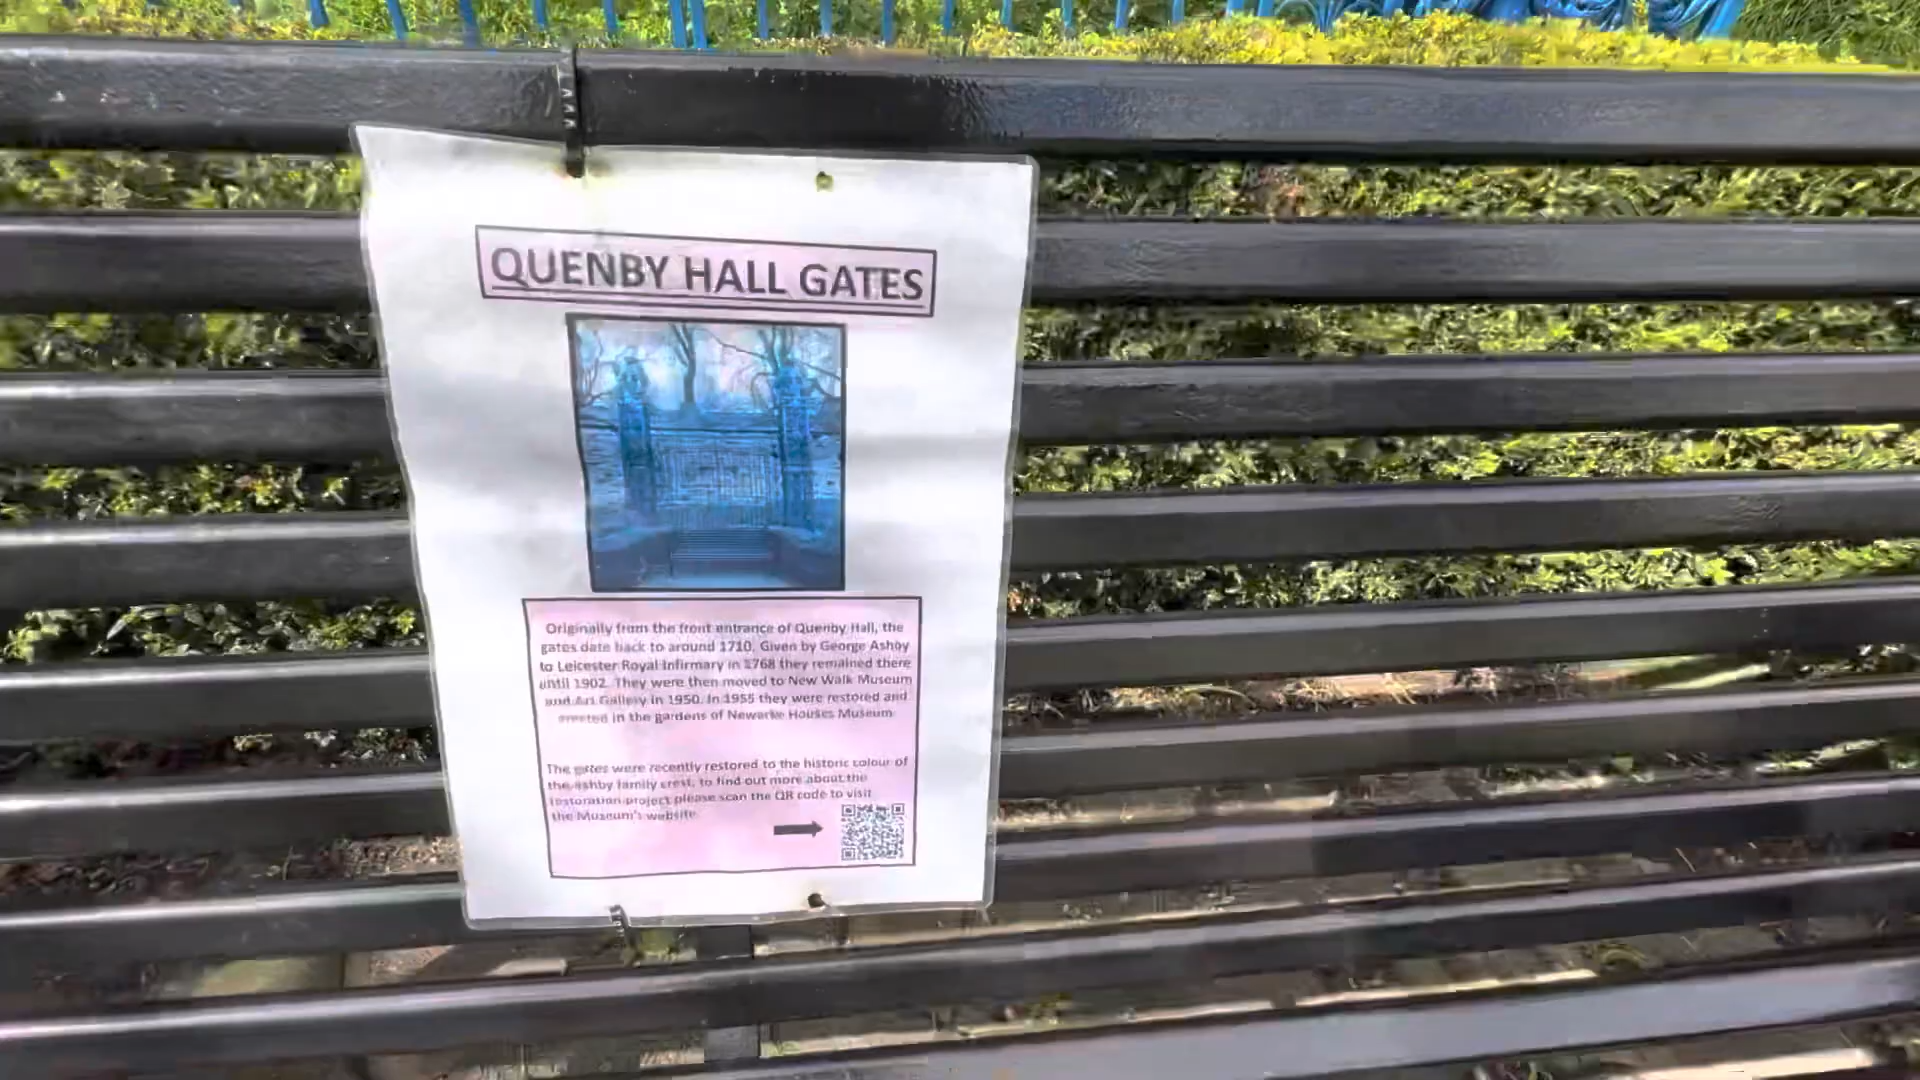 QUENBY HALL GATES
Originally from the front entrance of Quenby Hall, the
gates date back to around 1710. Given by George Ashby
to Leicester Royal Infirmary in 1768 they remained there
until 1902. They were then moved to New Walk Museum
and Art Gallery in 1950. In 1955 they were restored and
erected in the gardens of Newarke Houses Museum
The gates were recently restored to the historic colour of
the ashby family crest, to find out more about the
restoration project please scan the QR code to visit
the Museum's website.